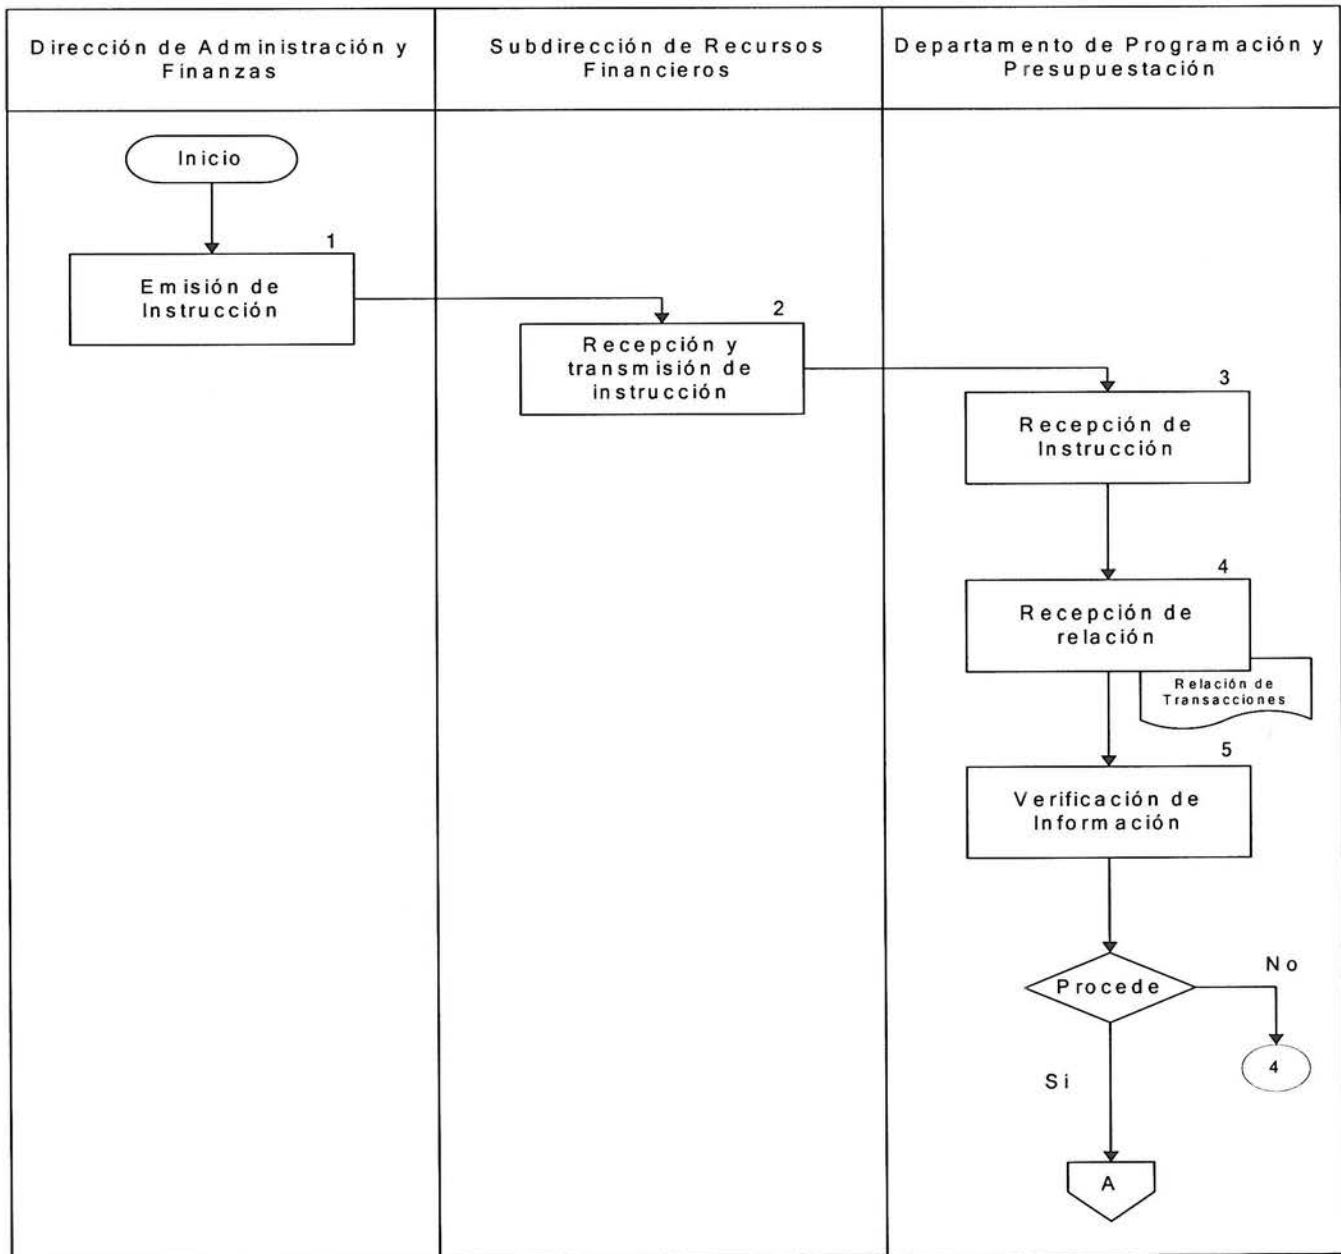 Dirección de Administración y
Finanzas
Subdirección de Recursos
Financieros
Departamento de Programación y
Presupuestación
Inicio
1
Emisión de
Instrucción
2
Recepción y
transmisión de
instrucción
3
Recepción de
Instrucción
4
Recepción de
relación
Relación de
Transacciones
5
Verificación de
Información
Procede
No
4
Si
A